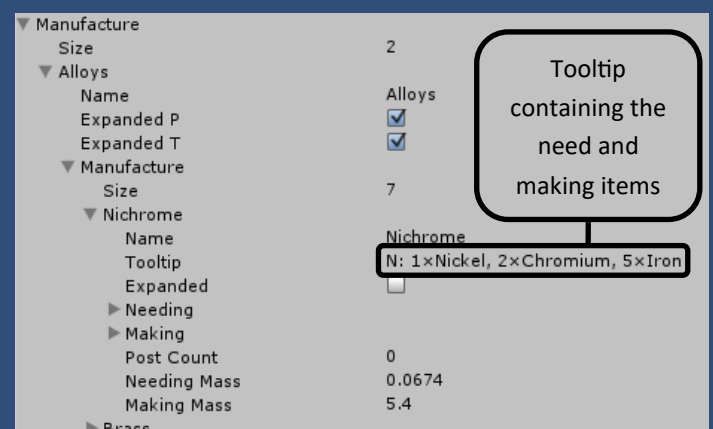 Manufacture
Size 2
Alloys
Name Alloys
Expanded P
Expanded T
Manufacture
Size 7
Nichrome
Name Nichrome
Tooltip N: 1×Nickel, 2×Chromium, 5×Iron
Expanded
Needing
Making
Post Count 0
Needing Mass 0.0674
Making Mass 5.4
Brass
Tooltip
containing the
need and
making items